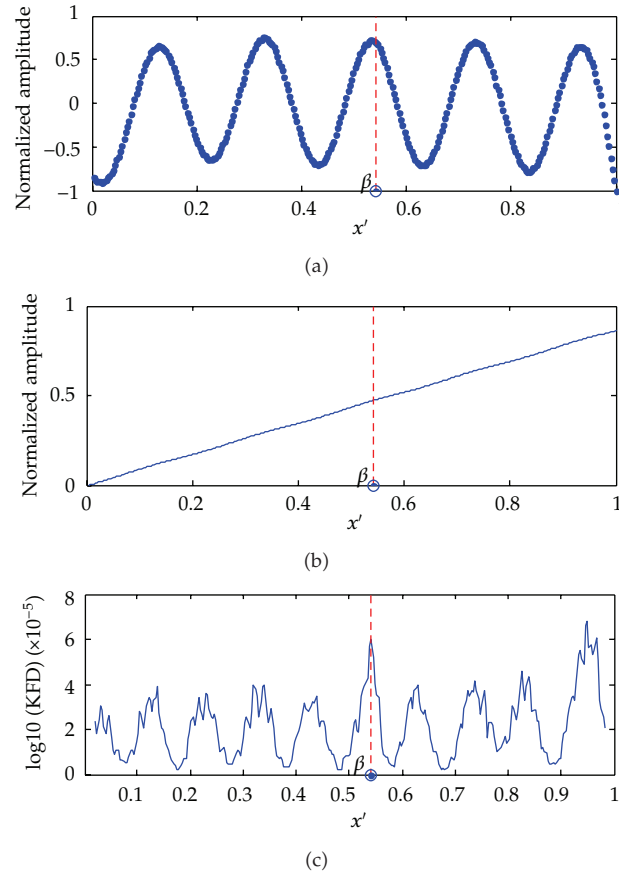 Normalized amplitude
1
0.5
0
−0.5
−1
β
0 0.2 0.4 0.6 0.8
x′
(a)
Normalized amplitude
1
0.5
0
β
0 0.2 0.4 0.6 0.8 1
x′
(b)
log10 (KFD) (×10⁻⁵)
8
6
4
2
0
β
0.1 0.2 0.3 0.4 0.5 0.6 0.7 0.8 0.9 1
x′
(c)